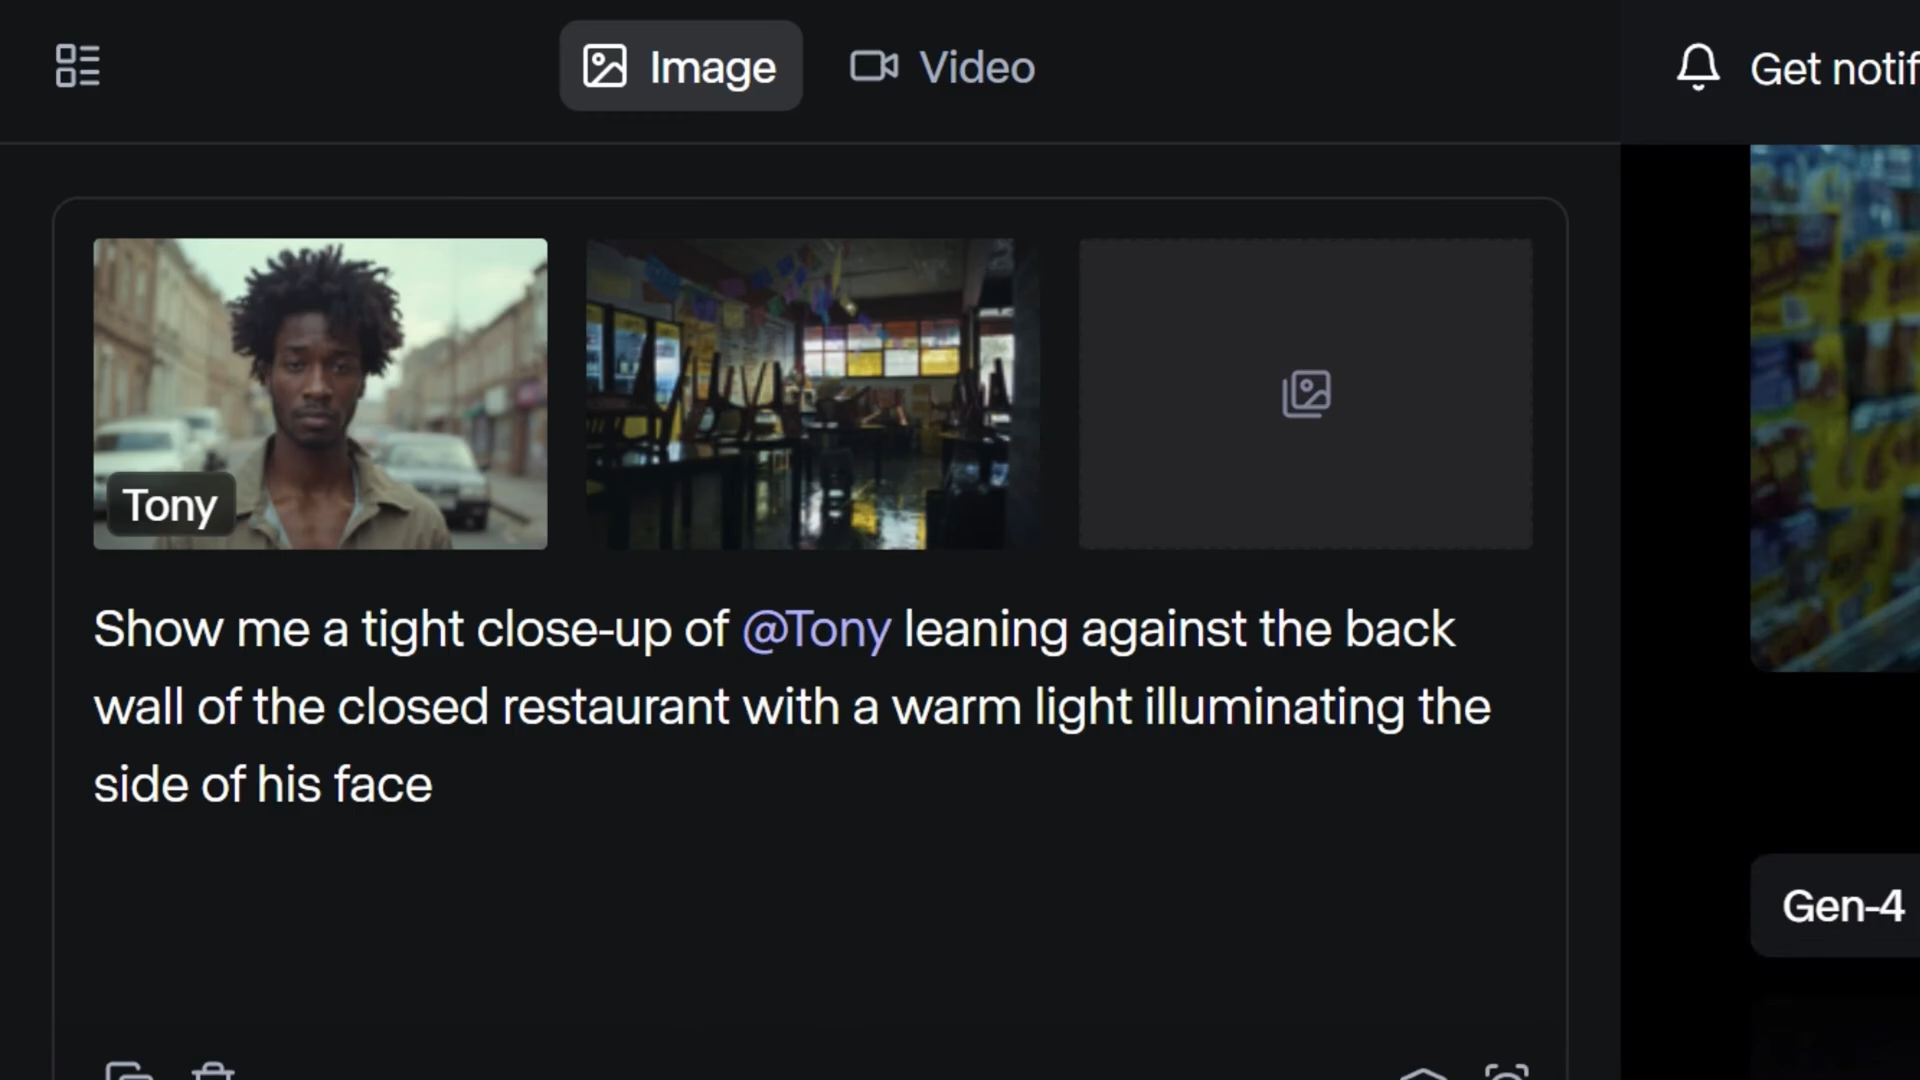 Image
Video
Get notif
Tony
Show me a tight close-up of @Tony leaning against the back
wall of the closed restaurant with a warm light illuminating the
side of his face
Gen-4